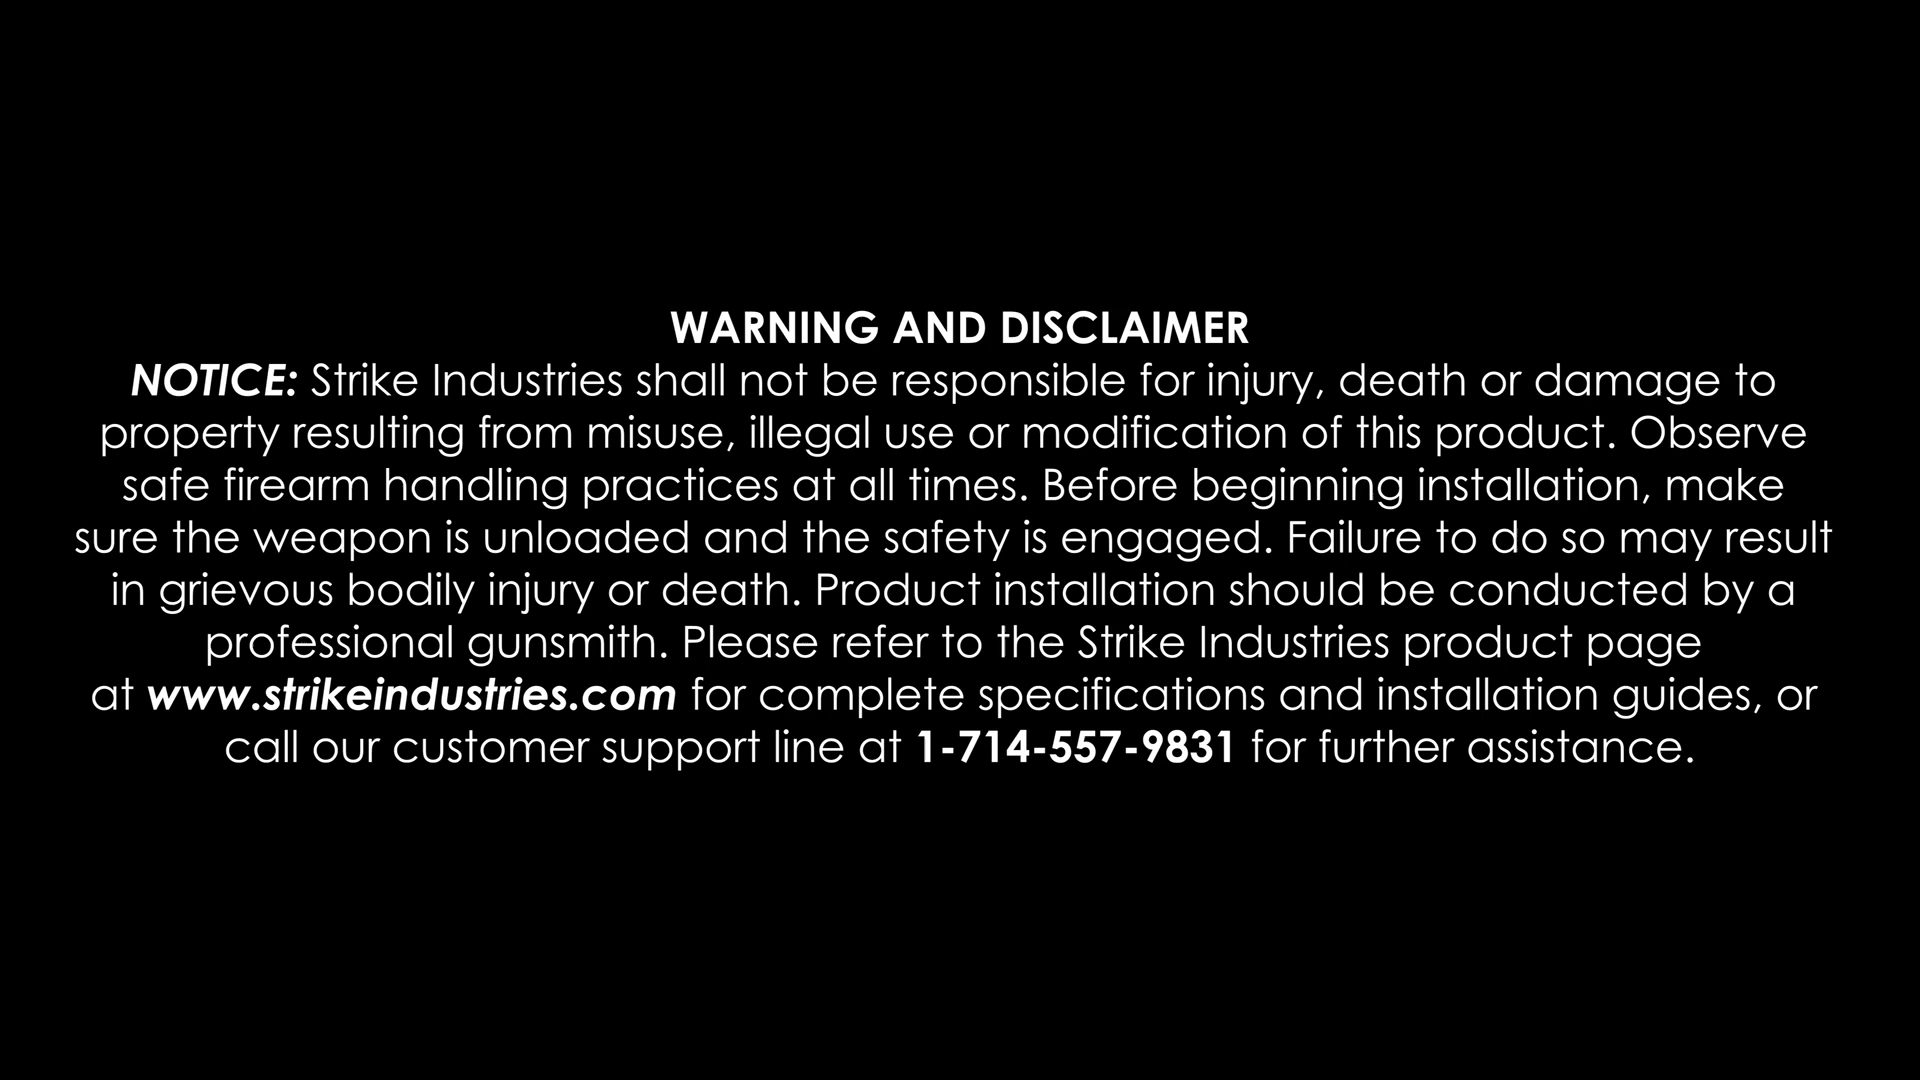 WARNING AND DISCLAIMER
NOTICE: Strike Industries shall not be responsible for injury, death or damage to
property resulting from misuse, illegal use or modification of this product. Observe
safe firearm handling practices at all times. Before beginning installation, make
sure the weapon is unloaded and the safety is engaged. Failure to do so may result
in grievous bodily injury or death. Product installation should be conducted by a
professional gunsmith. Please refer to the Strike Industries product page
at www.strikeindustries.com for complete specifications and installation guides, or
call our customer support line at 1-714-557-9831 for further assistance.